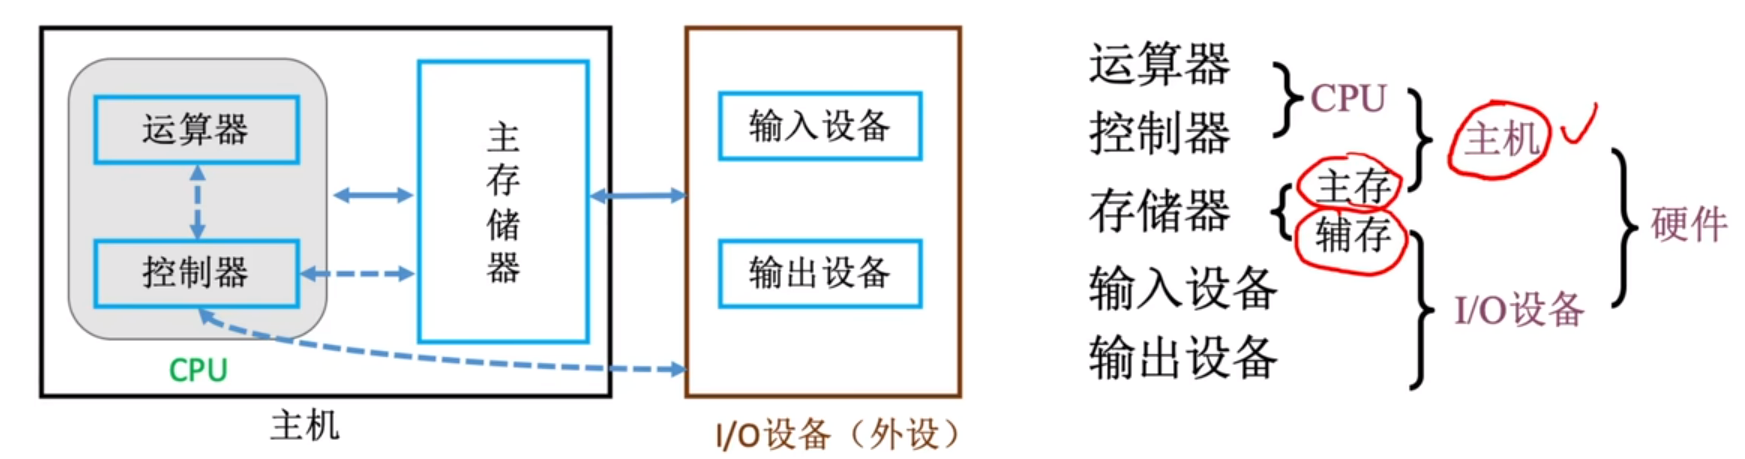 运算器
控制器
CPU
主存储器
主机
输入设备
输出设备
I/O设备（外设）
运算器
控制器
CPU
存储器
主存
辅存
主机
输入设备
输出设备
I/O设备
硬件